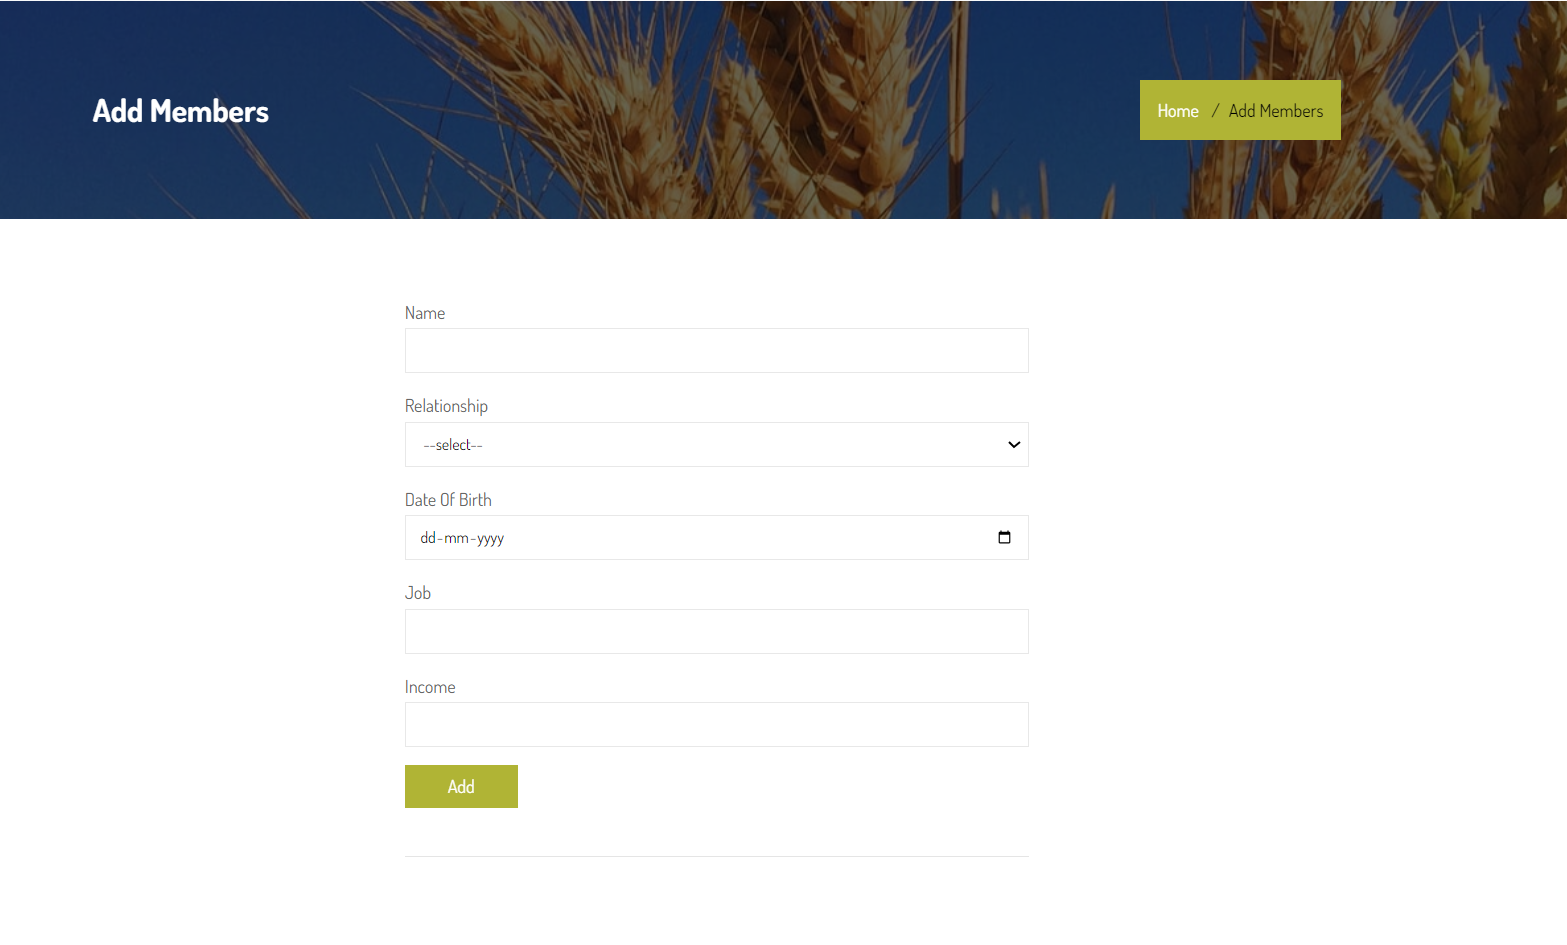 Add Members
Home / Add Members
Name
Relationship
--select--
Date Of Birth
dd-mm-yyyy
Job
Income
Add